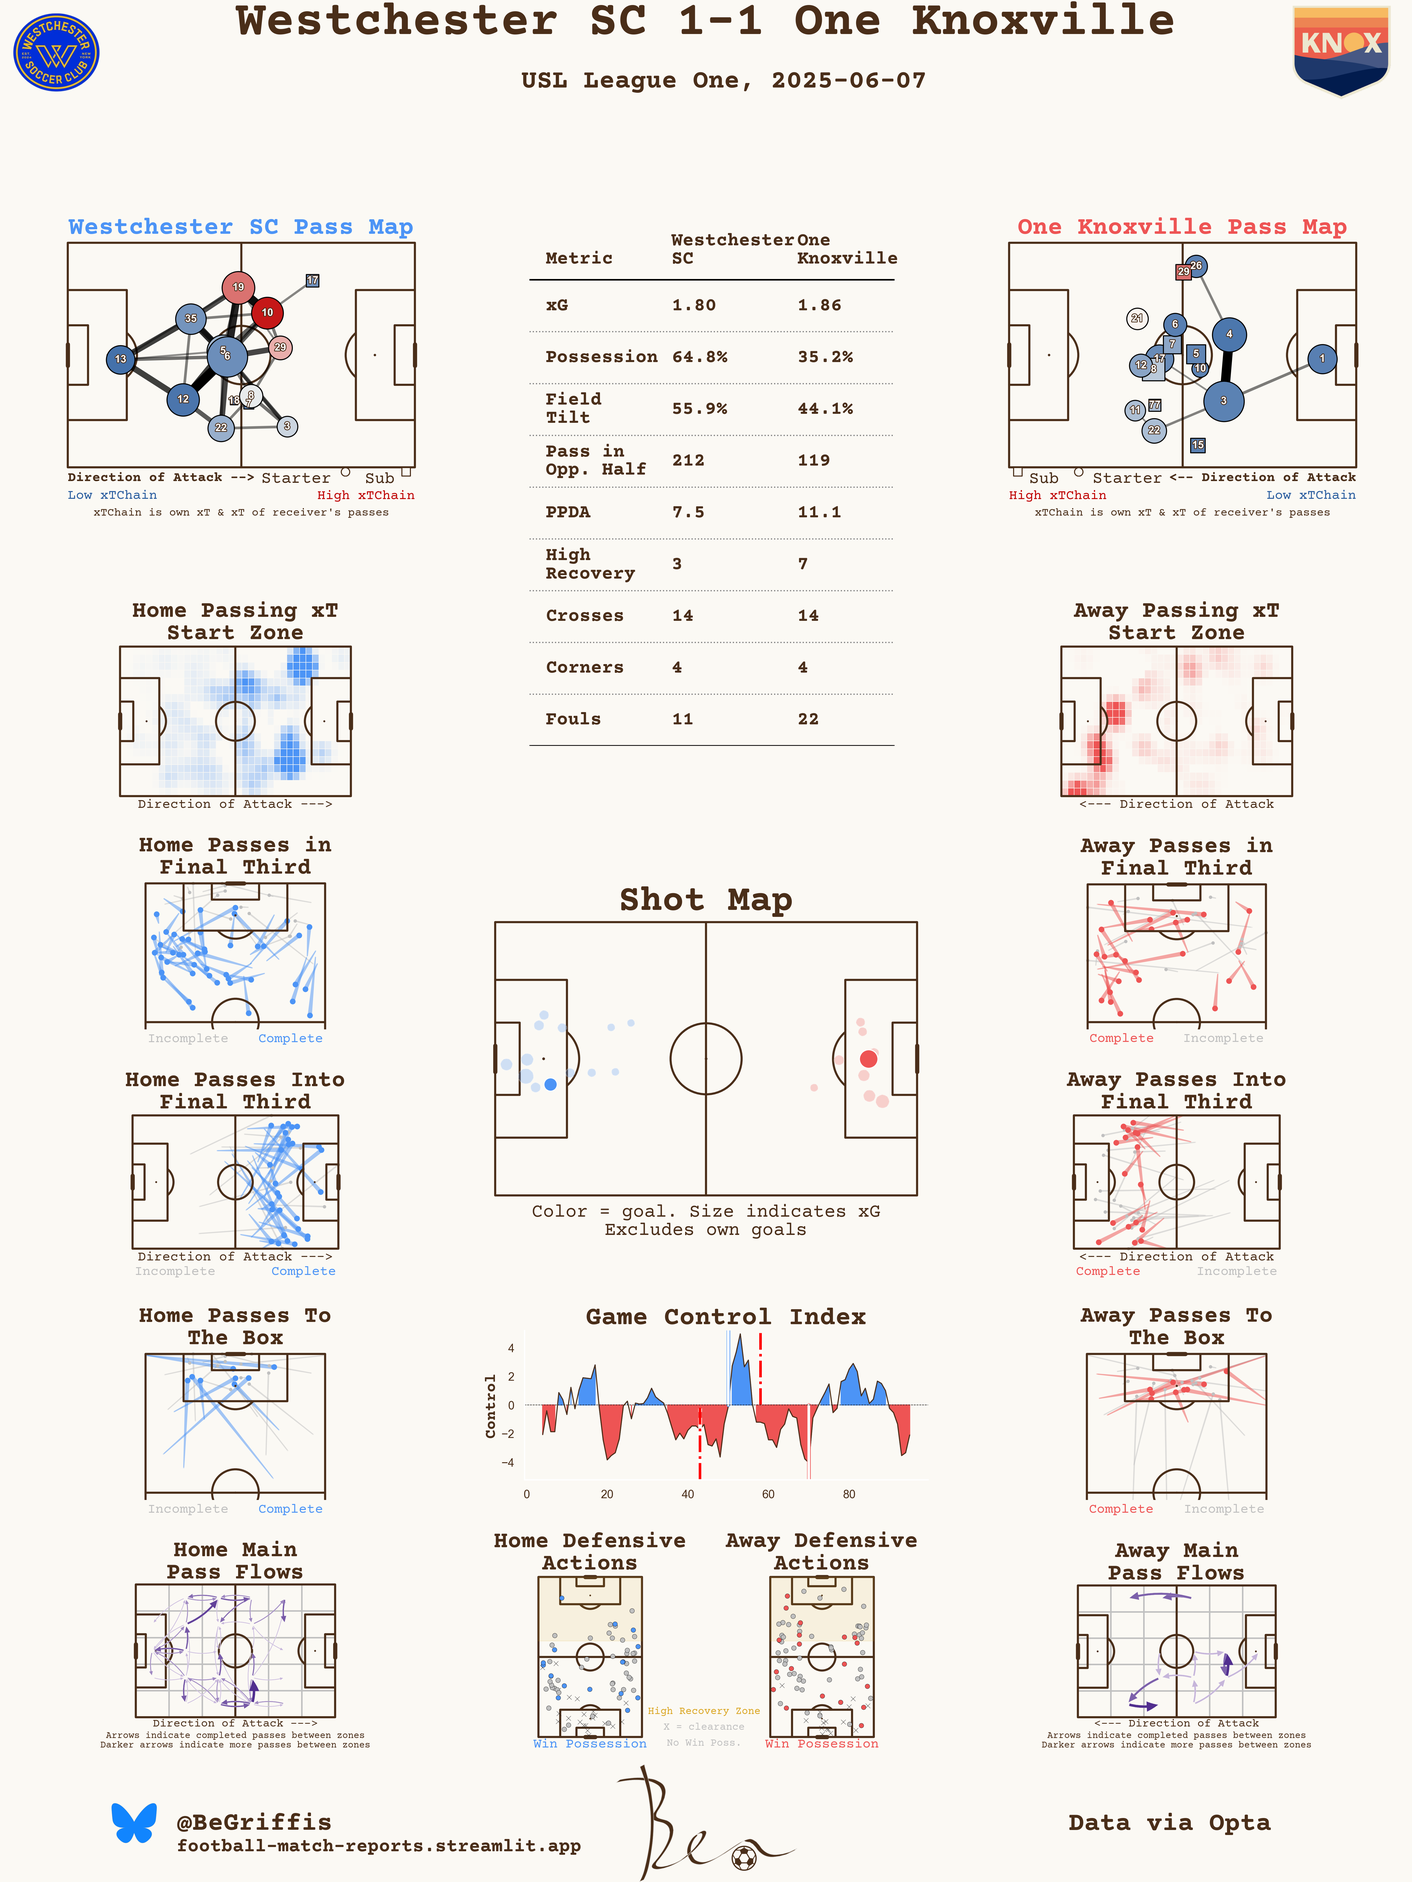 Westchester SC 1-1 One Knoxville
USL League One, 2025-06-07
WESTCHESTER
SOCCER CLUB
KNOX
Westchester SC Pass Map
19
17
10
35
29
13
5
6
12
8
18
7
22
3
Direction of Attack --> Starter Sub
Low xTChain High xTChain
xTChain is own xT & xT of receiver's passes
Metric Westchester SC One Knoxville
xG 1.80 1.86
Possession 64.8% 35.2%
Field Tilt 55.9% 44.1%
Pass in Opp. Half 212 119
PPDA 7.5 11.1
High Recovery 3 7
Crosses 14 14
Corners 4 4
Fouls 11 22
One Knoxville Pass Map
26
29
21
6
4
7
5
17
12
8
10
1
11
77
3
22
15
Sub Starter <-- Direction of Attack
High xTChain Low xTChain
xTChain is own xT & xT of receiver's passes
Home Passing xT
Start Zone
Direction of Attack --->
Away Passing xT
Start Zone
<--- Direction of Attack
Home Passes in
Final Third
Incomplete Complete
Away Passes in
Final Third
Complete Incomplete
Shot Map
Color = goal. Size indicates xG
Excludes own goals
Home Passes Into
Final Third
Direction of Attack --->
Incomplete Complete
Away Passes Into
Final Third
<--- Direction of Attack
Complete Incomplete
Home Passes To
The Box
Incomplete Complete
Game Control Index
Control
4
2
0
−2
−4
0 20 40 60 80
Away Passes To
The Box
Complete Incomplete
Home Main
Pass Flows
Direction of Attack --->
Arrows indicate completed passes between zones
Darker arrows indicate more passes between zones
Home Defensive
Actions
Win Possession
Away Defensive
Actions
Win Possession
High Recovery Zone
X = clearance
No Win Poss.
Away Main
Pass Flows
<--- Direction of Attack
Arrows indicate completed passes between zones
Darker arrows indicate more passes between zones
@BeGriffis
football-match-reports.streamlit.app
Ben
Data via Opta